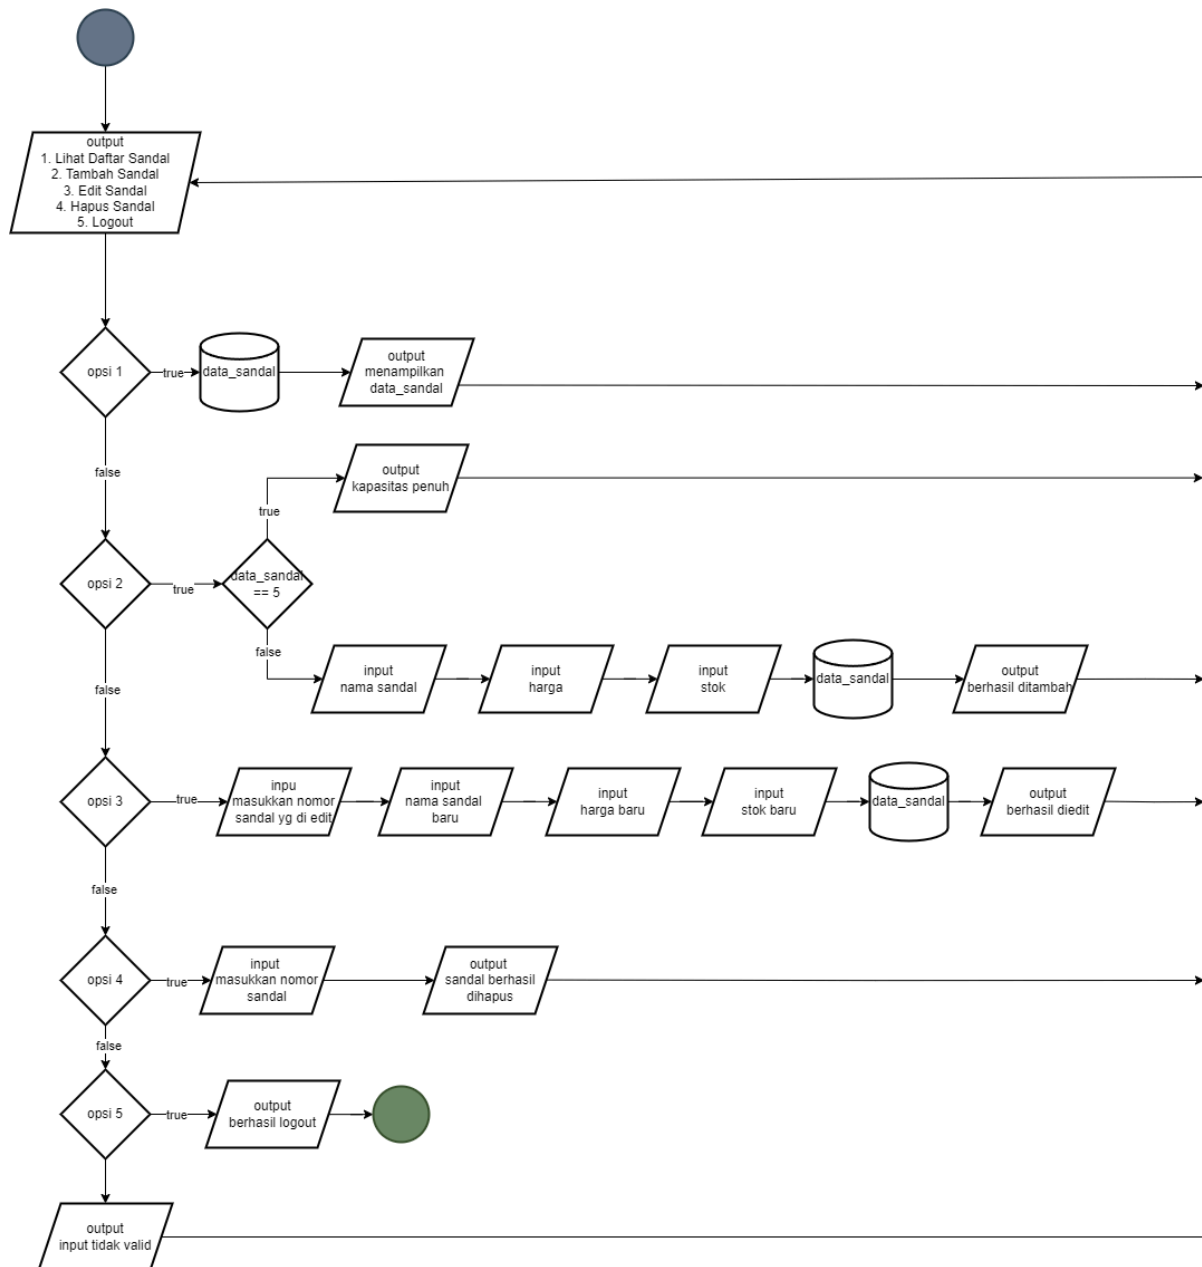 output
1. Lihat Daftar Sandal
2. Tambah Sandal
3. Edit Sandal
4. Hapus Sandal
5. Logout
opsi 1
true
data_sandal
output
menampilkan
data_sandal
false
output
kapasitas penuh
true
opsi 2
true
data_sandal
== 5
false
input
nama sandal
input
harga
input
stok
data_sandal
output
berhasil ditambah
false
opsi 3
true
inpu
masukkan nomor
sandal yg di edit
input
nama sandal
baru
input
harga baru
input
stok baru
data_sandal
output
berhasil diedit
false
opsi 4
true
input
masukkan nomor
sandal
output
sandal berhasil
dihapus
false
opsi 5
true
output
berhasil logout
output
input tidak valid